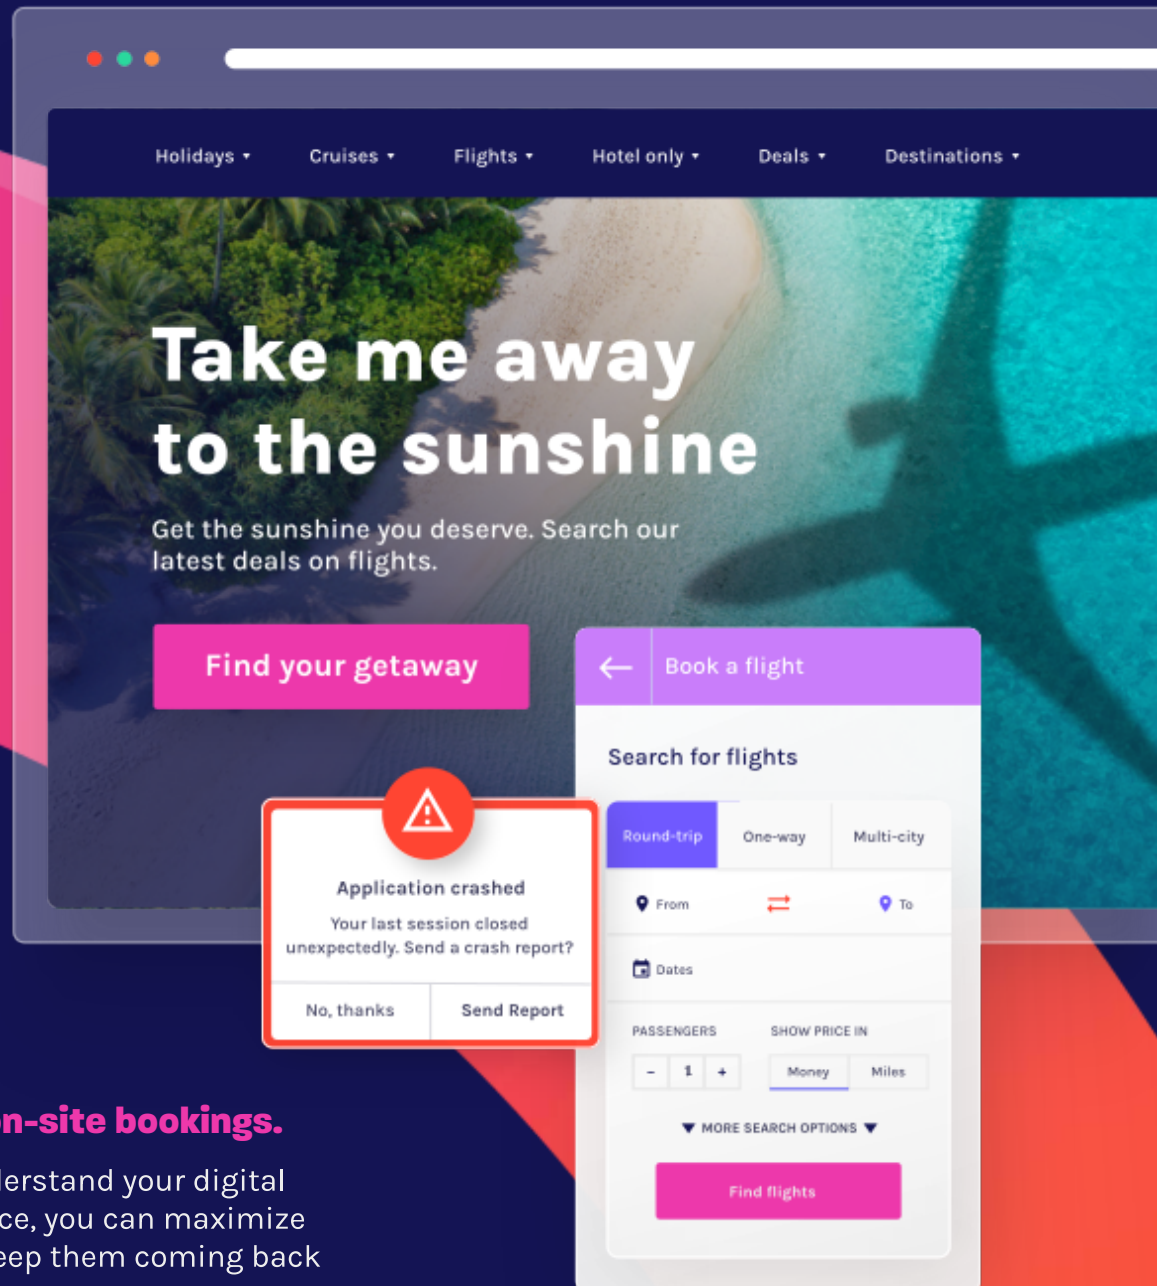 Holidays
Cruises
Flights
Hotel only
Deals
Destinations
Take me away
to the sunshine
Get the sunshine you deserve. Search our
latest deals on flights.
Find your getaway
Book a flight
Search for flights
Round-trip
One-way
Multi-city
From
To
Dates
PASSENGERS
SHOW PRICE IN
- 1 +
Money
Miles
MORE SEARCH OPTIONS
Find flights
Application crashed
Your last session closed
unexpectedly. Send a crash report?
No, thanks
Send Report
on-site bookings.
your digital
you can maximize
them coming back